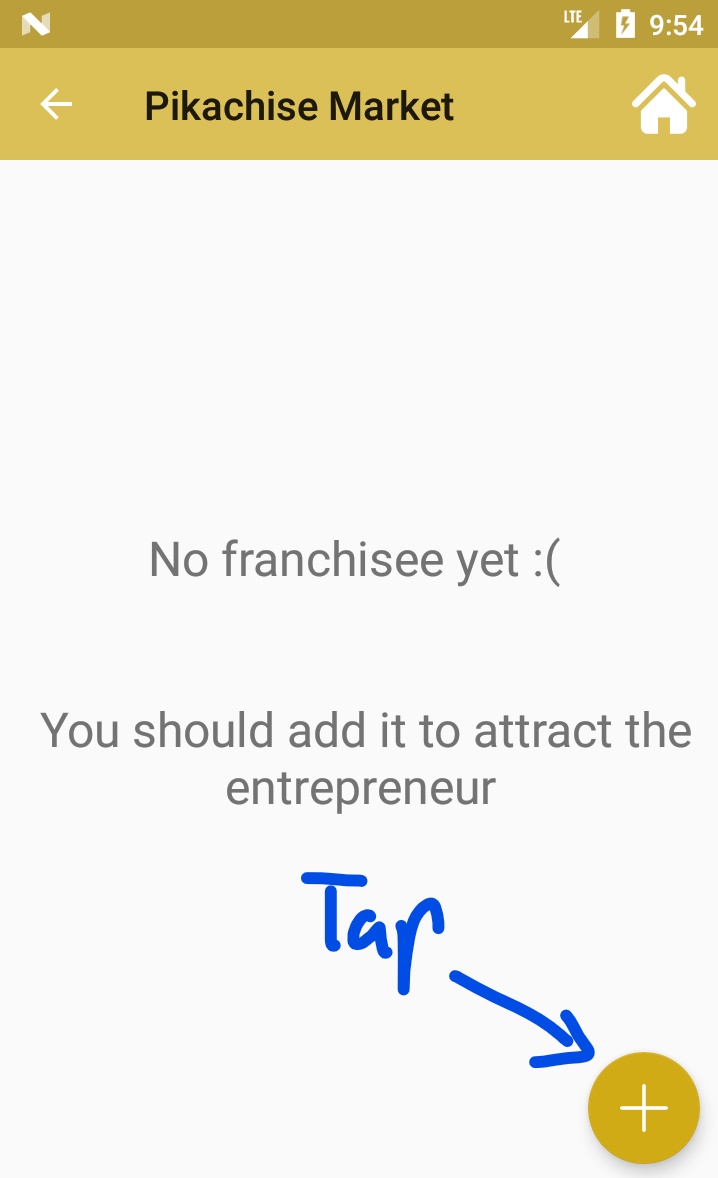 LTE 9:54
Pikachise Market
No franchisee yet :(
You should add it to attract the
entrepreneur
Tap